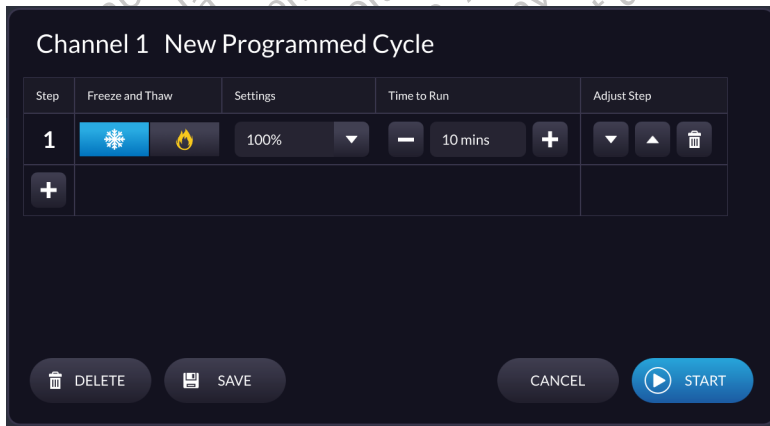 Channel 1 New Programmed Cycle
Step Freeze and Thaw Settings Time to Run Adjust Step
1 100% 10 mins
DELETE SAVE CANCEL START